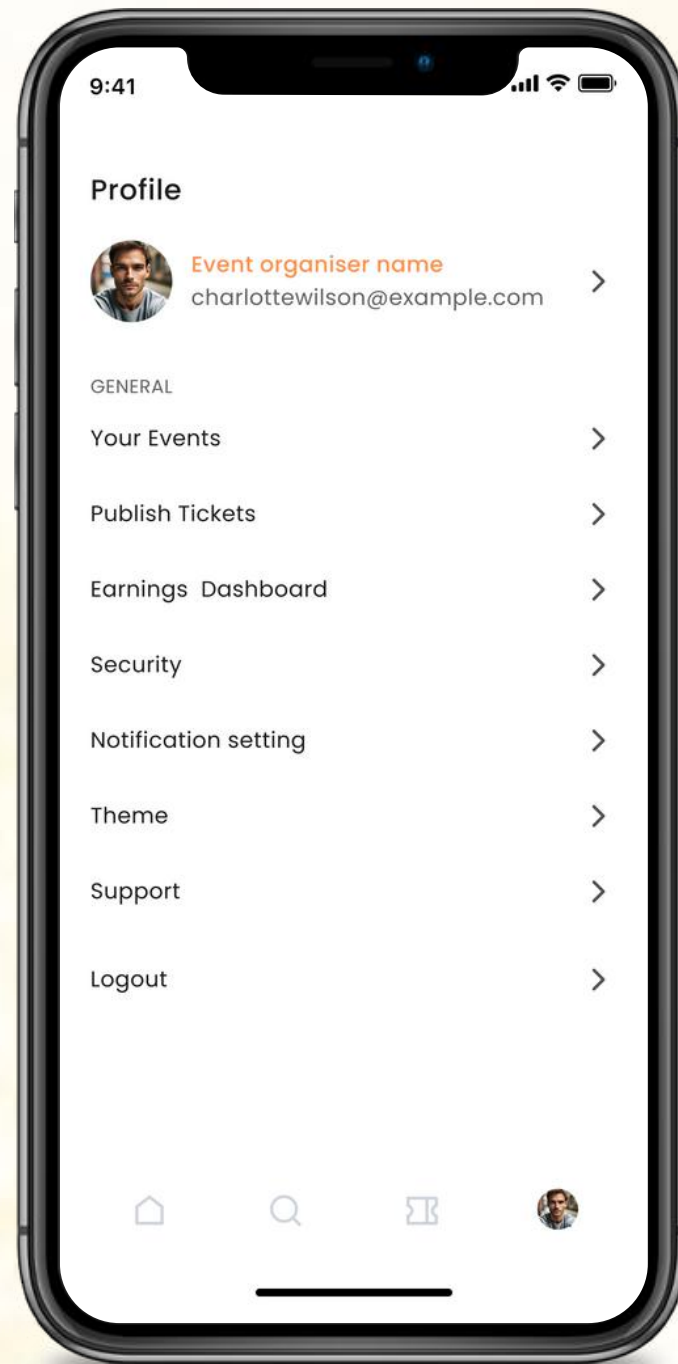 9:41
Profile
Event organiser name
charlottewilson@example.com
GENERAL
Your Events
Publish Tickets
Earnings  Dashboard
Security
Notification setting
Theme
Support
Logout